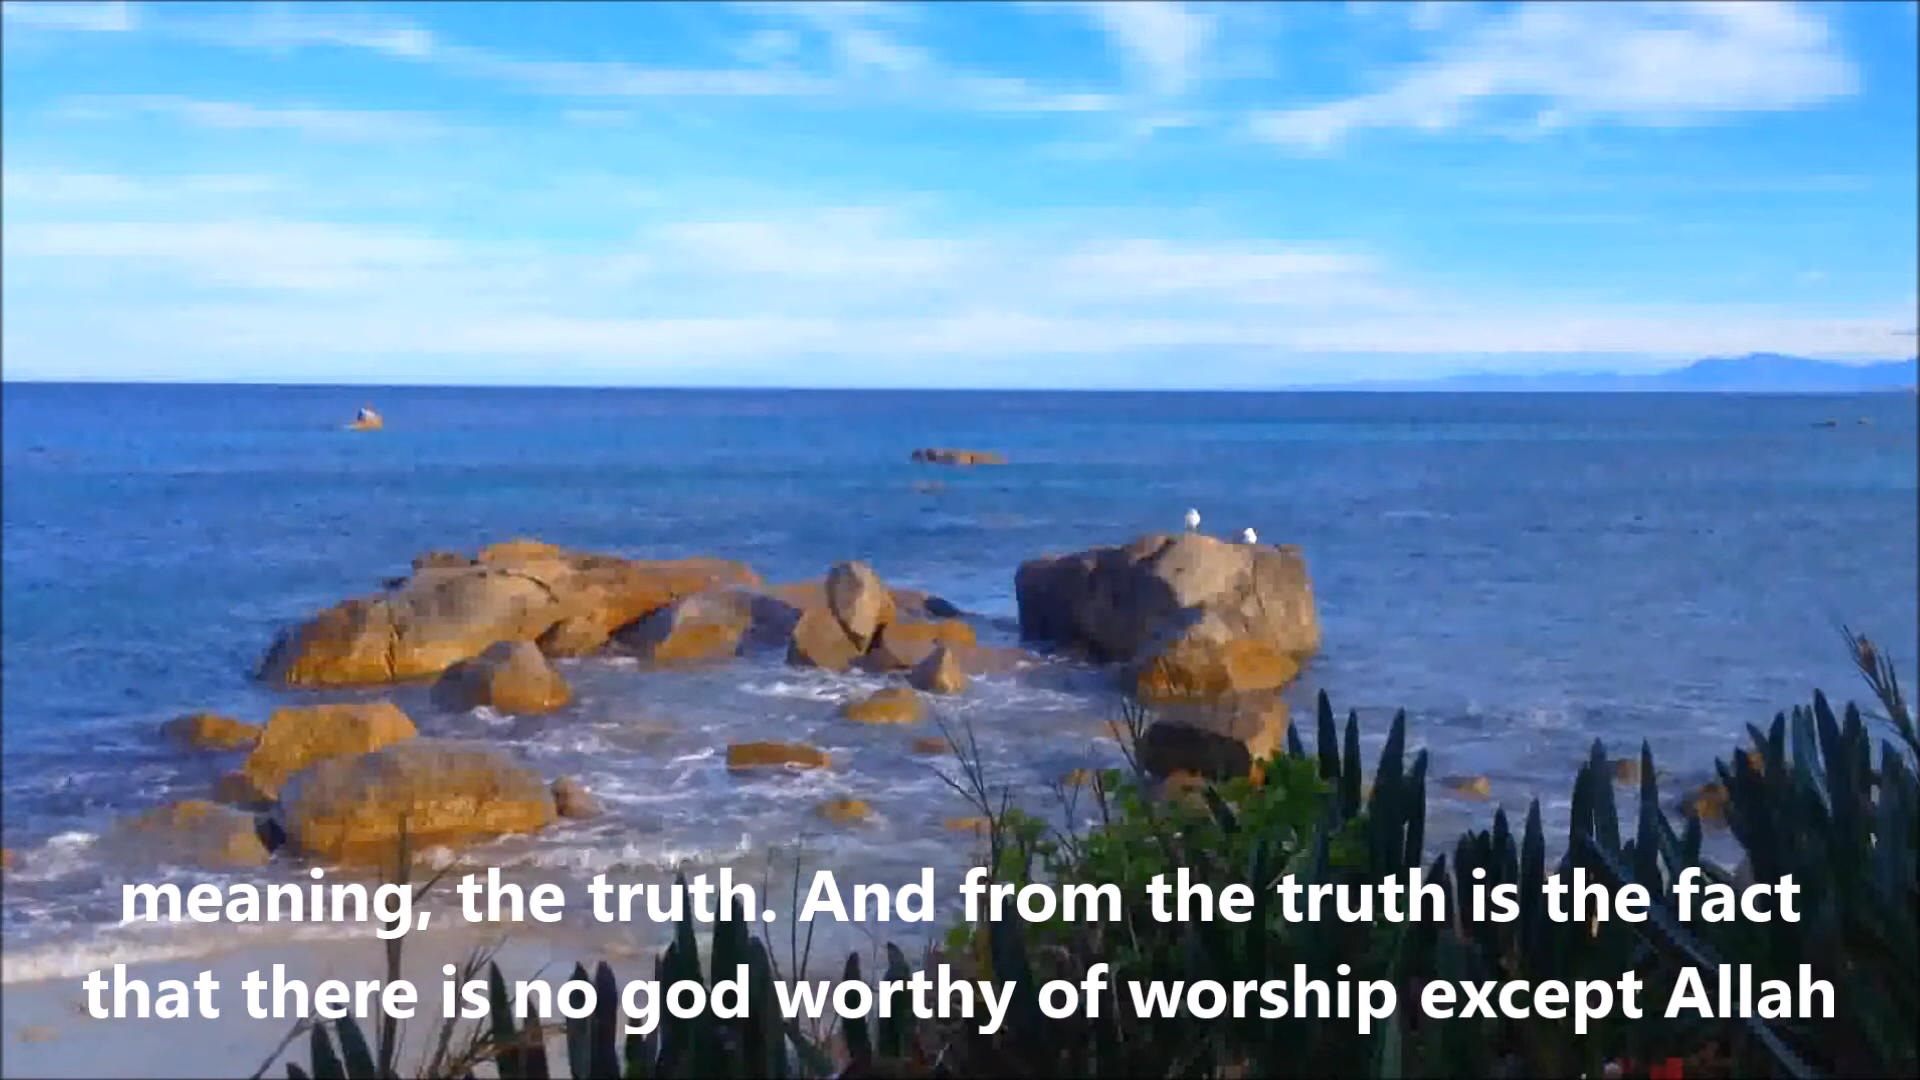 meaning, the truth. And from the truth is the fact
that there is no god worthy of worship except Allah